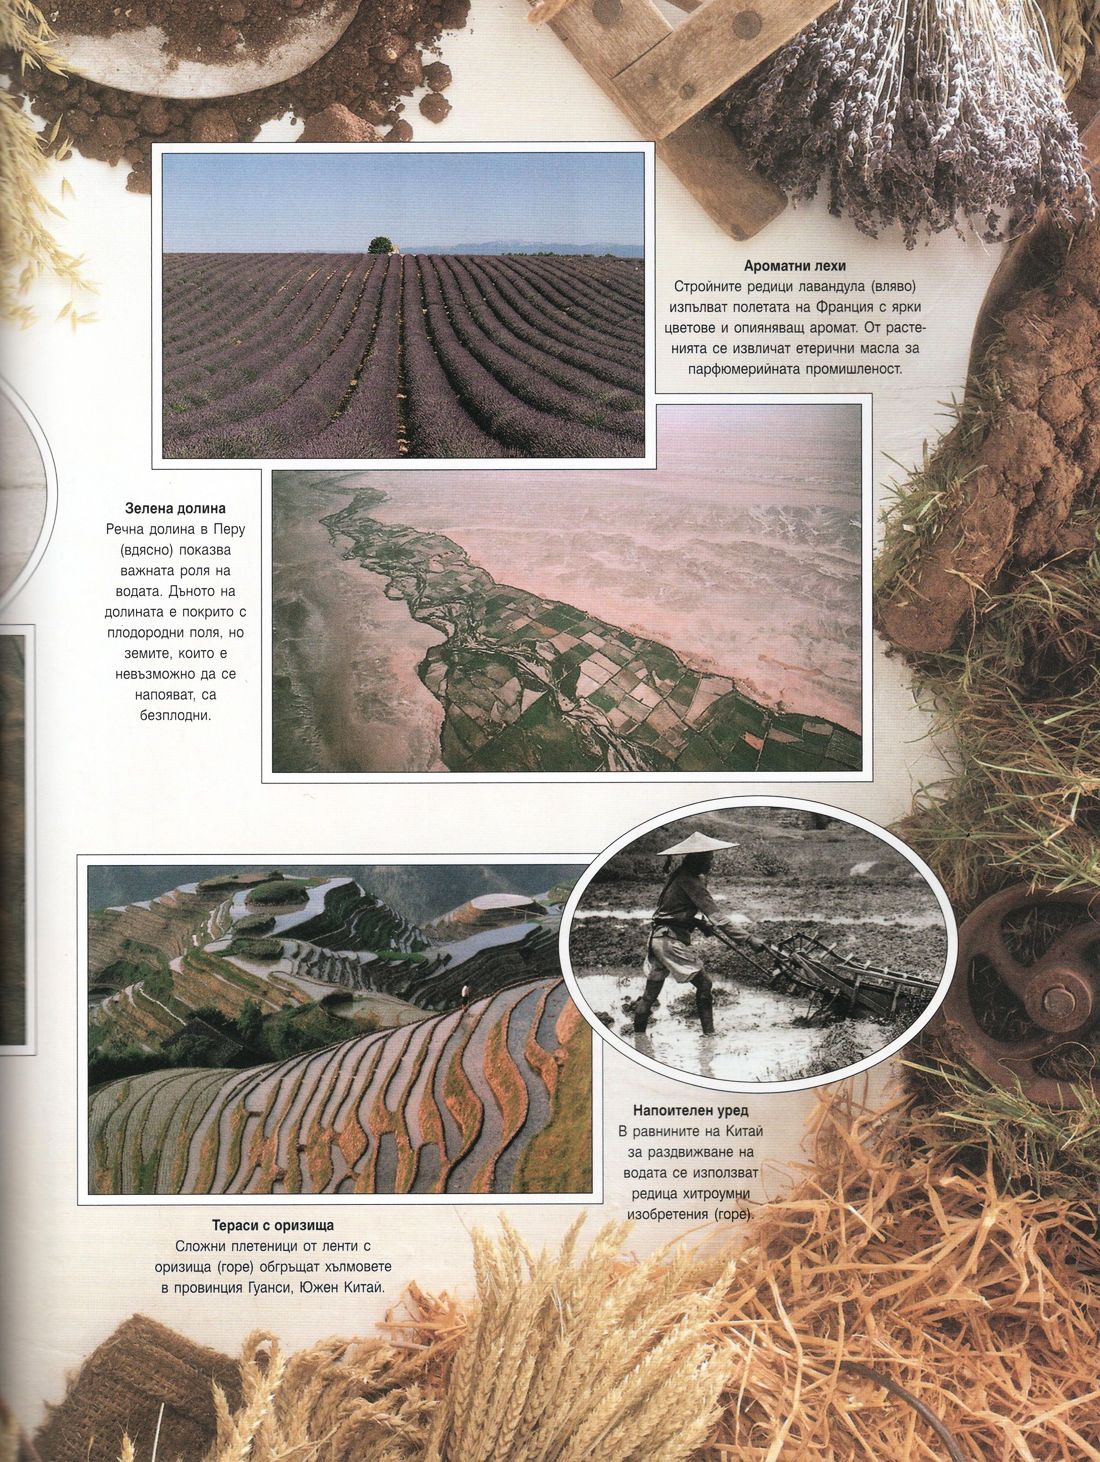 Ароматни лехи
Стройните редици лавандула (вляво)
изпълват полетата на Франция с ярки
цветове и опияняващ аромат. От расте-
нията се извличат етерични масла за
парфюмерийната промишленост.
Зелена долина
Речна долина в Перу
(вдясно) показва
важната роля на
водата. Дъното на
долината е покрито с
плодородни поля, но
земите, които е
невъзможно да се
напояват, са
безплодни.
Напоителен уред
В равнините на Китай
за раздвижване на
водата се използват
редица хитроумни
изобретения (горе).
Тераси с оризища
Сложни плетеници от ленти с
оризища (горе) обгръщат хълмовете
в провинция Гуанси, Южен Китай.